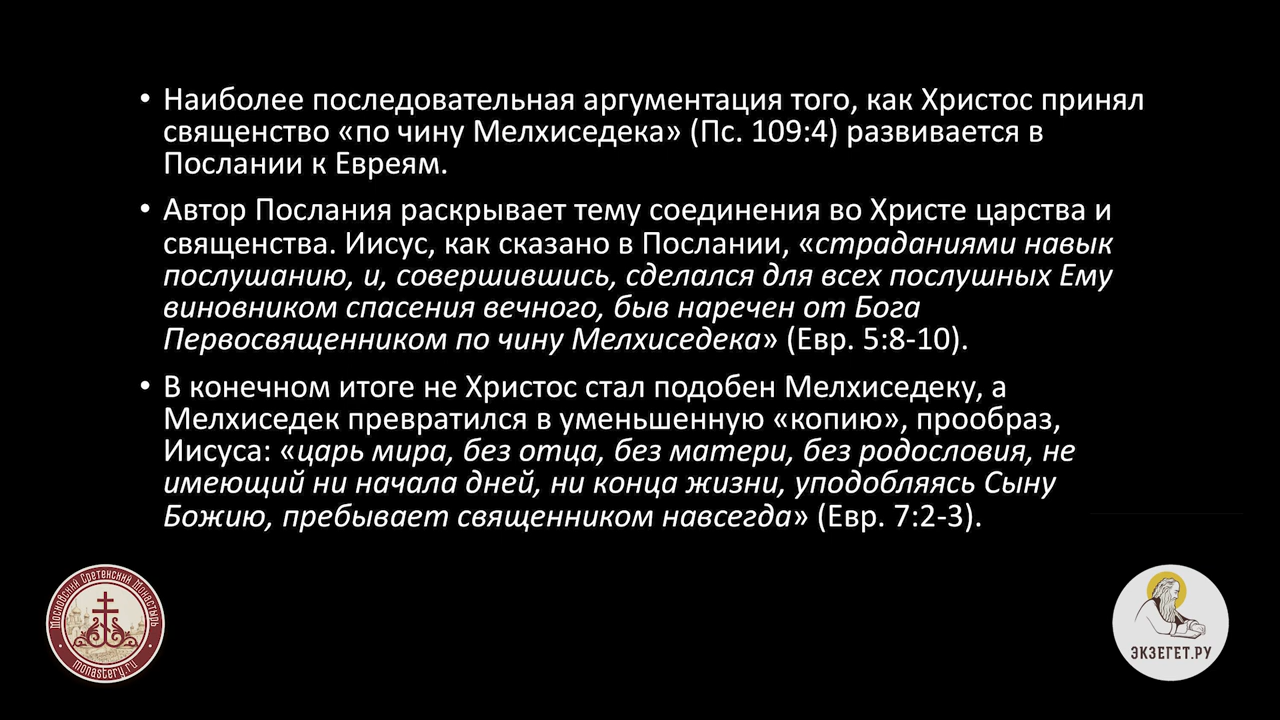 • Наиболее последовательная аргументация того, как Христос принял
священство «по чину Мелхиседека» (Пс. 109:4) развивается в
Послании к Евреям.
• Автор Послания раскрывает тему соединения во Христе царства и
священства. Иисус, как сказано в Послании, «страданиями навык
послушанию, и, совершившись, сделался для всех послушных Ему
виновником спасения вечного, быв наречен от Бога
Первосвященником по чину Мелхиседека» (Евр. 5:8-10).
• В конечном итоге не Христос стал подобен Мелхиседеку, а
Мелхиседек превратился в уменьшенную «копию», прообраз,
Иисуса: «царь мира, без отца, без матери, без родословия, не
имеющий ни начала дней, ни конца жизни, уподобляясь Сыну
Божию, пребывает священником навсегда» (Евр. 7:2-3).
Московский Сретенский Монастырь
monastery.ru
ЭКЗЕГЕТ.РУ